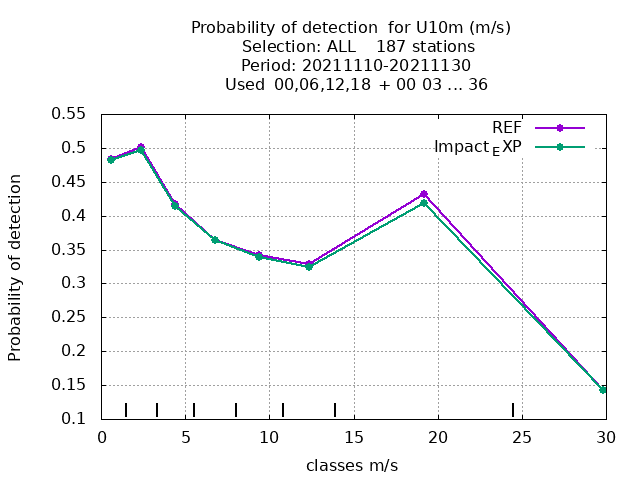 Probability of detection  for U10m (m/s)
Selection: ALL    187 stations
Period: 20211110-20211130
Used  00,06,12,18  + 00 03 ... 36
REF
Impact_EXP
0.55
0.5
0.45
0.4
0.35
0.3
0.25
0.2
0.15
0.1
Probability of detection
0 5 10 15 20 25 30
classes m/s